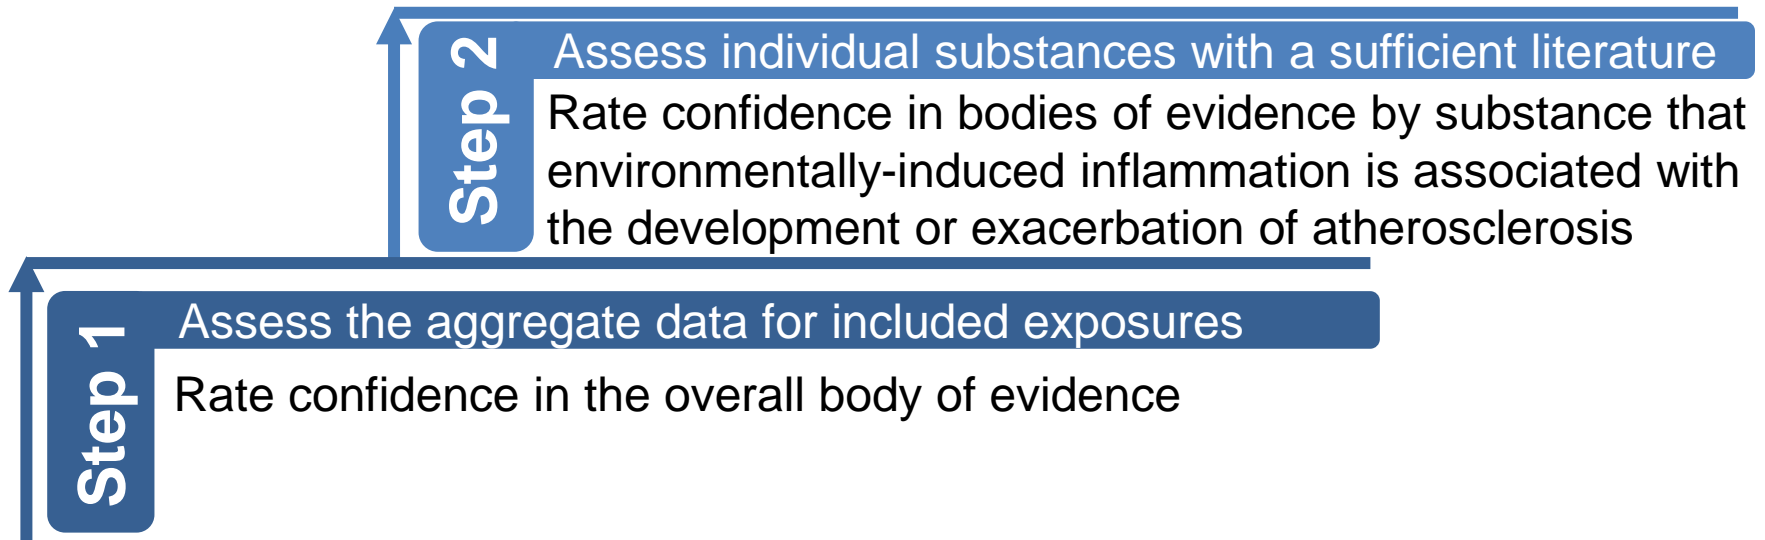 Step 2
Assess individual substances with a sufficient literature
Rate confidence in bodies of evidence by substance that
environmentally-induced inflammation is associated with
the development or exacerbation of atherosclerosis
Step 1
Assess the aggregate data for included exposures
Rate confidence in the overall body of evidence